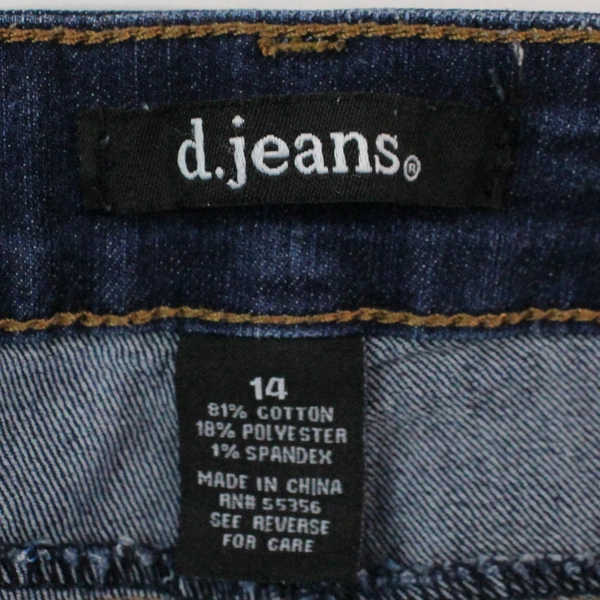 d.jeans®
14
81% COTTON
18% POLYESTER
1% SPANDEX
MADE IN CHINA
RN# 55356
SEE REVERSE
FOR CARE